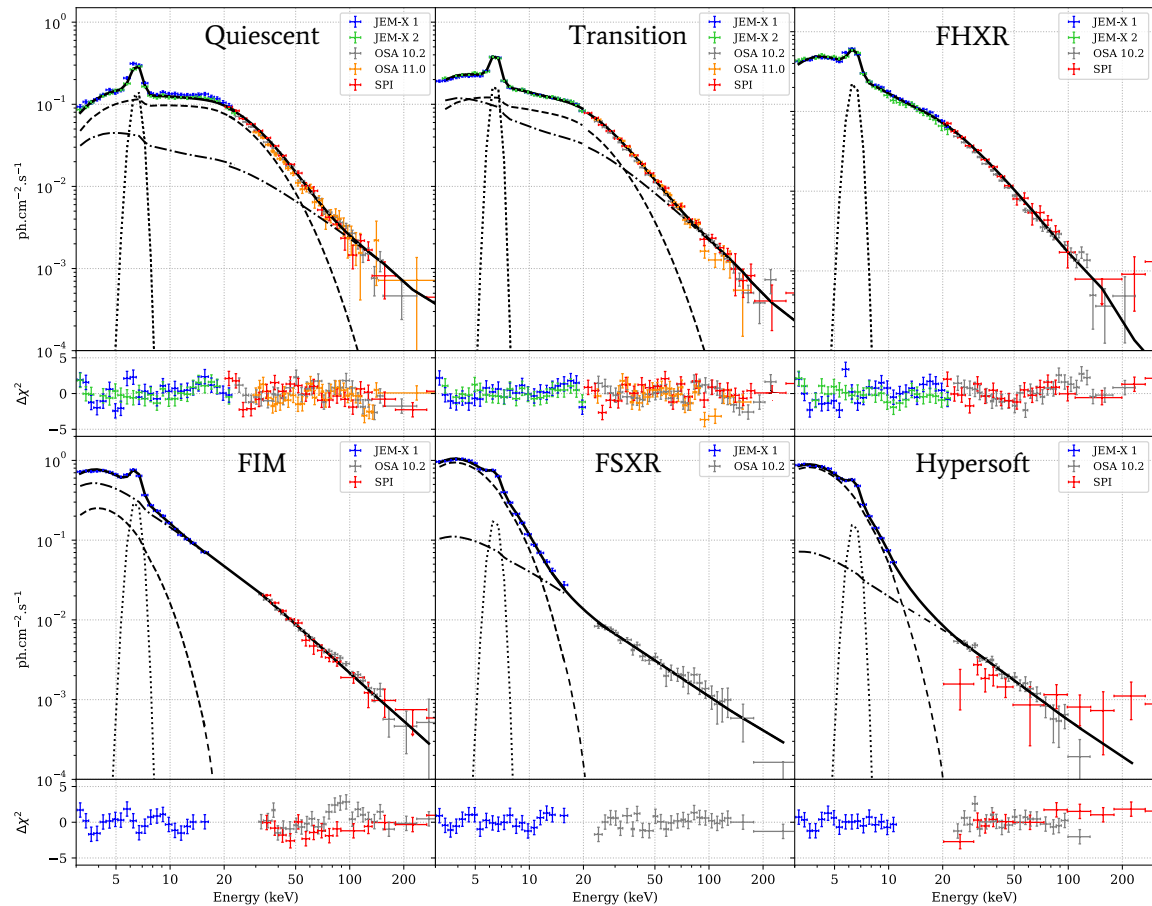 Quiescent
JEM-X 1
JEM-X 2
OSA 10.2
OSA 11.0
SPI
Transition
JEM-X 1
JEM-X 2
OSA 10.2
OSA 11.0
SPI
FHXR
JEM-X 1
JEM-X 2
OSA 10.2
SPI
10⁰
10⁻¹
10⁻²
10⁻³
10⁻⁴
ph.cm⁻².s⁻¹
5
0
−5
Δχ²
FIM
JEM-X 1
OSA 10.2
SPI
FSXR
JEM-X 1
OSA 10.2
Hypersoft
JEM-X 1
OSA 10.2
SPI
10⁰
10⁻¹
10⁻²
10⁻³
10⁻⁴
ph.cm⁻².s⁻¹
5
0
−5
Δχ²
5 10 20 50 100 200
5 10 20 50 100 200
5 10 20 50 100 200
Energy (keV)
Energy (keV)
Energy (keV)